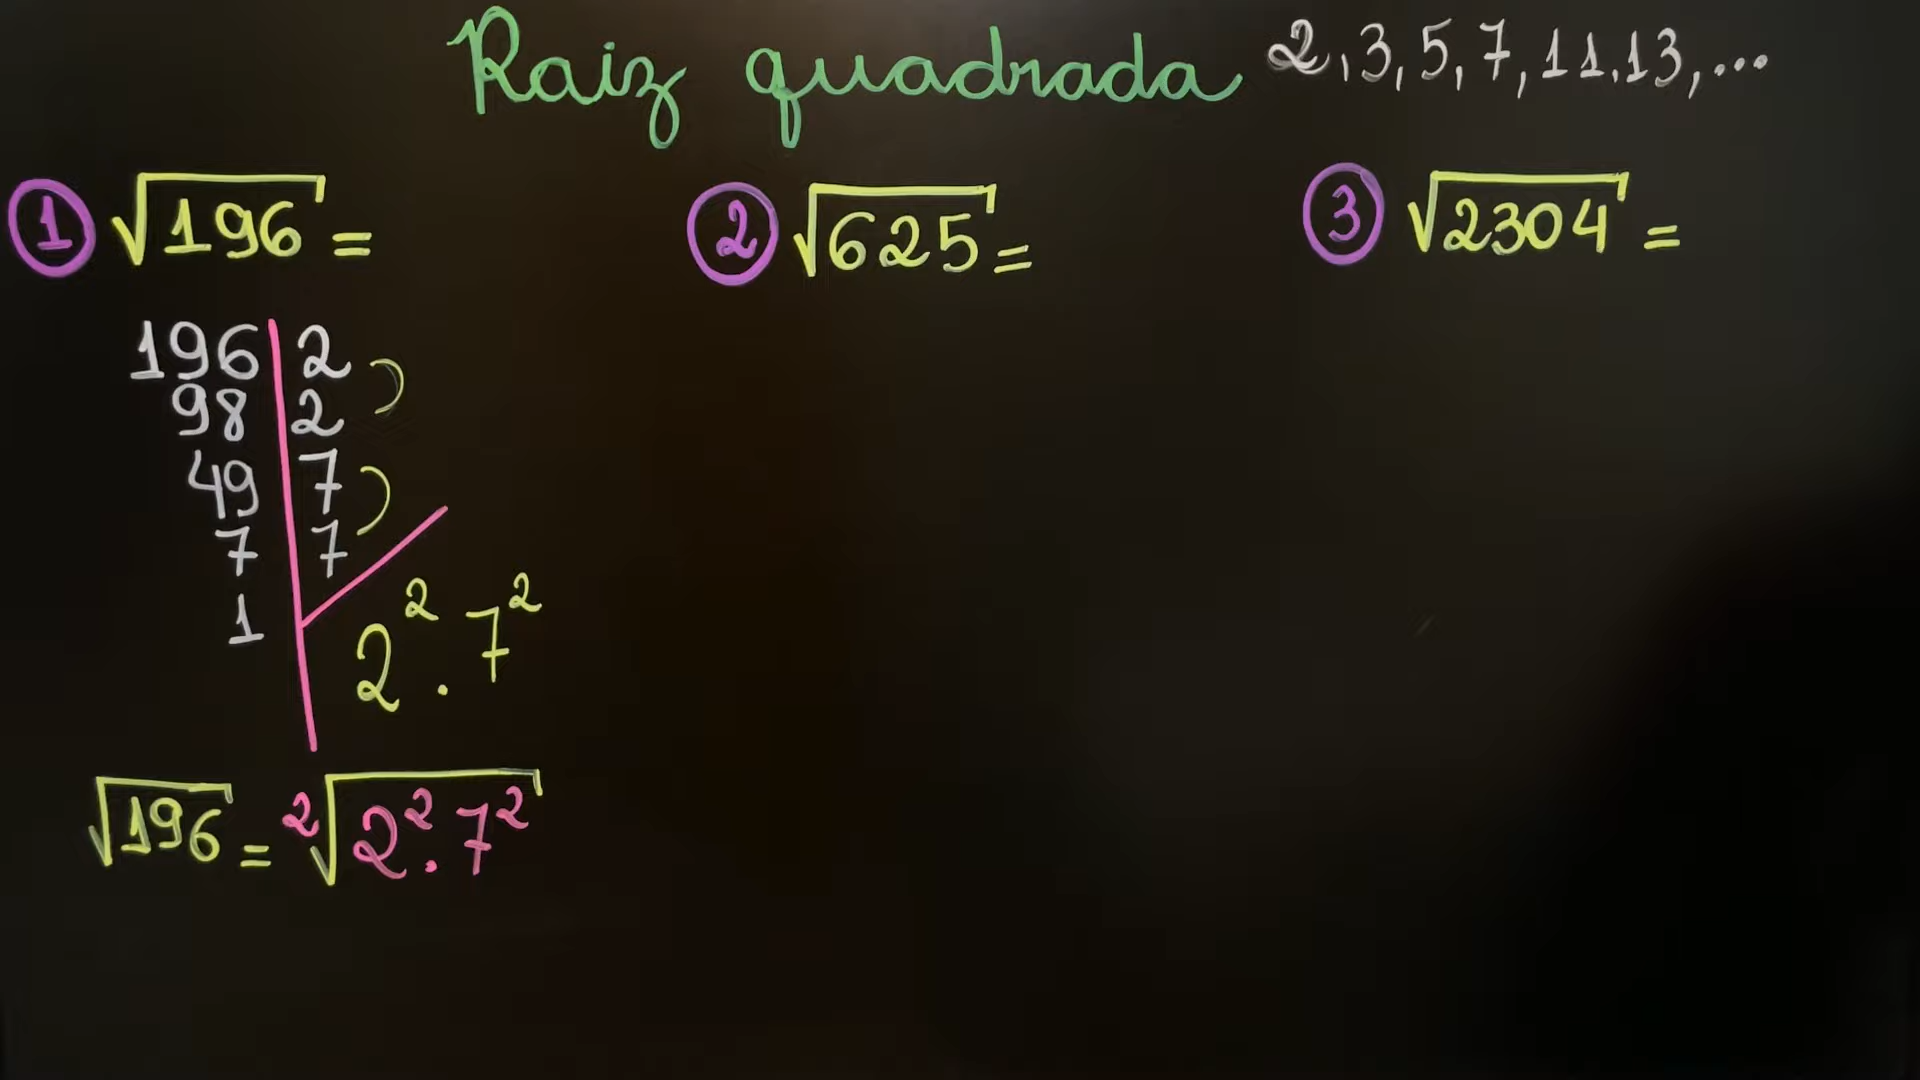 Raiz quadrada 2, 3, 5, 7, 11, 13, ...
① √196 =
② √625 =
③ √2304 =
196 | 2
98 | 2
49 | 7
7 | 7
1
2² . 7²
√196 = ²√2² . 7²